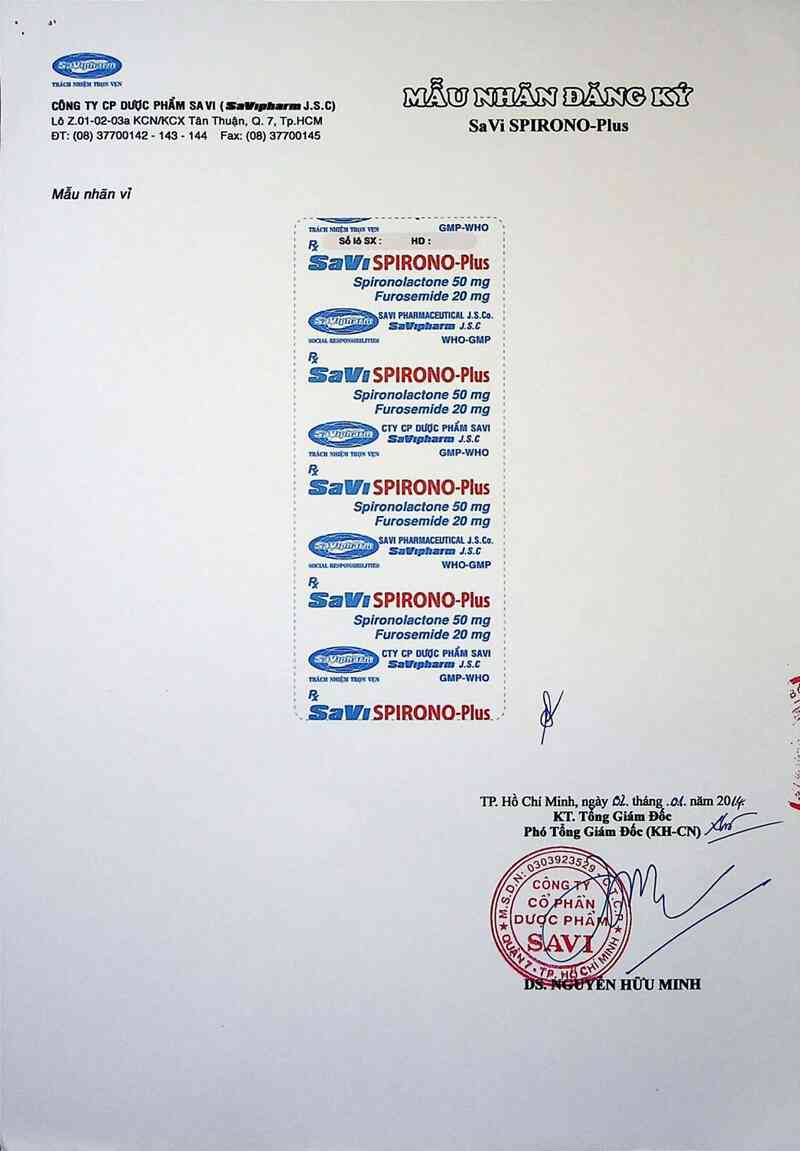 SaVipharm
TRÁCH NHIỆM TRỌN VẸN
CÔNG TY CP DƯỢC PHẨM SAVI (SaVipharm J.S.C)
Lô Z.01-02-03a KCN/KCX Tân Thuận, Q. 7, Tp.HCM
ĐT: (08) 37700142 - 143 - 144 Fax: (08) 37700145
MẪU NHÃN ĐĂNG KÝ
SaVi SPIRONO-Plus
Mẫu nhãn vỉ
TRÁCH NHIỆM TRỌN VẸN GMP-WHO
Rx Số lô SX : HD :
SaVi SPIRONO-Plus
Spironolactone 50 mg
Furosemide 20 mg
SaVipharm SAVI PHARMACEUTICAL J.S.Co.
SaVipharm J.S.C
SOCIAL RESPONSIBILITIES WHO-GMP
Rx
SaVi SPIRONO-Plus
Spironolactone 50 mg
Furosemide 20 mg
SaVipharm CTY CP DƯỢC PHẨM SAVI
SaVipharm J.S.C
TRÁCH NHIỆM TRỌN VẸN GMP-WHO
Rx
SaVi SPIRONO-Plus
Spironolactone 50 mg
Furosemide 20 mg
SaVipharm SAVI PHARMACEUTICAL J.S.Co.
SaVipharm J.S.C
SOCIAL RESPONSIBILITIES WHO-GMP
Rx
SaVi SPIRONO-Plus
Spironolactone 50 mg
Furosemide 20 mg
SaVipharm CTY CP DƯỢC PHẨM SAVI
SaVipharm J.S.C
TRÁCH NHIỆM TRỌN VẸN GMP-WHO
Rx
SaVi SPIRONO-Plus
TP. Hồ Chí Minh, ngày 02. tháng .01. năm 2014
KT. Tổng Giám Đốc
Phó Tổng Giám Đốc (KH-CN)
M.S.D.N: 0303923529 - C.T.C.P
CÔNG TY
CỔ PHẦN
DƯỢC PHẨM
SAVI
QUẬN 7 - TP. HỒ CHÍ MINH
DS. NGUYỄN HỮU MINH